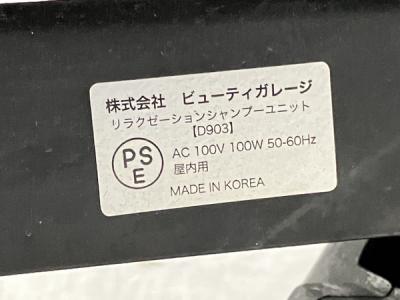 株式会社 ビューティガレージ
リラクゼーションシャンプーユニット
【D903】
PS
E
AC 100V 100W 50-60Hz
屋内用
MADE IN KOREA